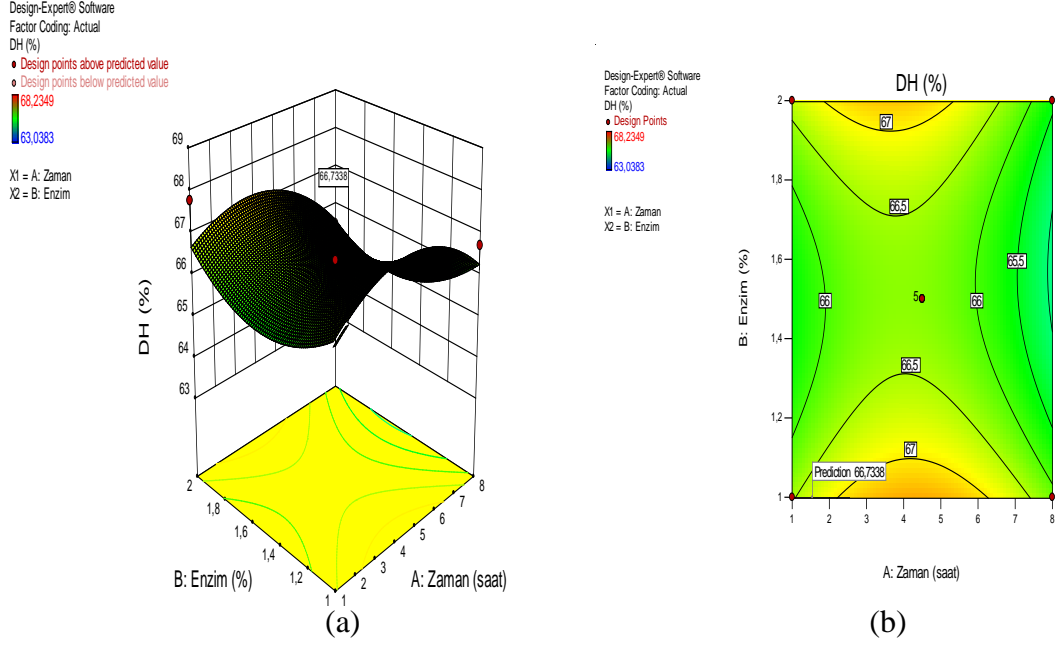 Design-Expert® Software
Factor Coding: Actual
DH (%)
Design points above predicted value
Design points below predicted value
68,2349
63,0383
X1 = A: Zaman
X2 = B: Enzim
69
68
67
66
65
64
63
DH (%)
66,7338
2
1,8
1,6
1,4
1,2
1
1
2
3
4
5
6
7
8
B: Enzim (%)
A: Zaman (saat)
(a)
Design-Expert® Software
Factor Coding: Actual
DH (%)
Design Points
68,2349
63,0383
X1 = A: Zaman
X2 = B: Enzim
DH (%)
2
1,8
1,6
1,4
1,2
1
B: Enzim (%)
67
66,5
65,5
66
5
66
66,5
67
Prediction 66,7338
1
2
3
4
5
6
7
8
A: Zaman (saat)
(b)